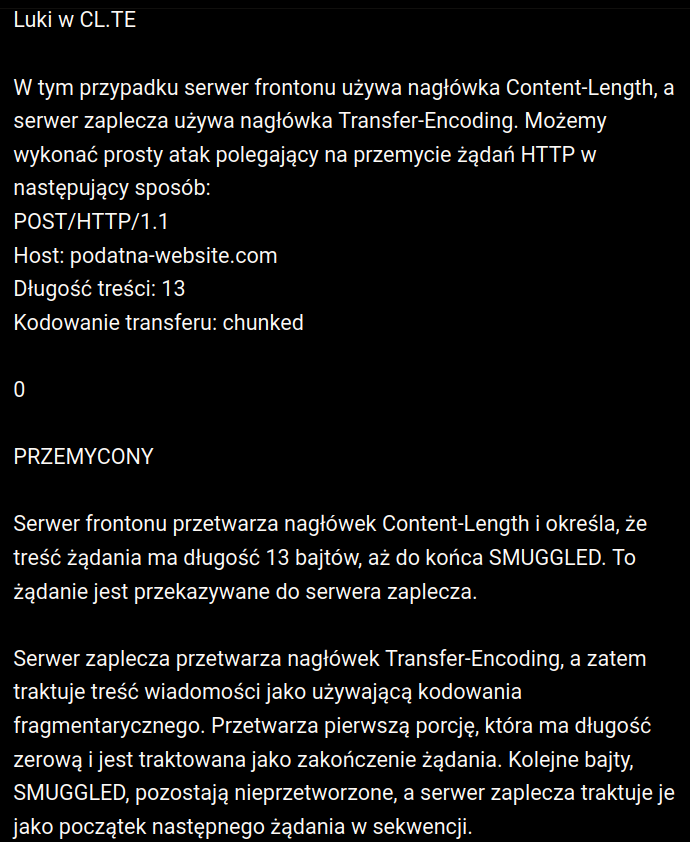 Luki w CL.TE
W tym przypadku serwer frontonu używa nagłówka Content-Length, a
serwer zaplecza używa nagłówka Transfer-Encoding. Możemy
wykonać prosty atak polegający na przemycie żądań HTTP w
następujący sposób:
POST/HTTP/1.1
Host: podatna-website.com
Długość treści: 13
Kodowanie transferu: chunked
0
PRZEMYCONY
Serwer frontonu przetwarza nagłówek Content-Length i określa, że
treść żądania ma długość 13 bajtów, aż do końca SMUGGLED. To
żądanie jest przekazywane do serwera zaplecza.
Serwer zaplecza przetwarza nagłówek Transfer-Encoding, a zatem
traktuje treść wiadomości jako używającą kodowania
fragmentarycznego. Przetwarza pierwszą porcję, która ma długość
zerową i jest traktowana jako zakończenie żądania. Kolejne bajty,
SMUGGLED, pozostają nieprzetworzone, a serwer zaplecza traktuje je
jako początek następnego żądania w sekwencji.